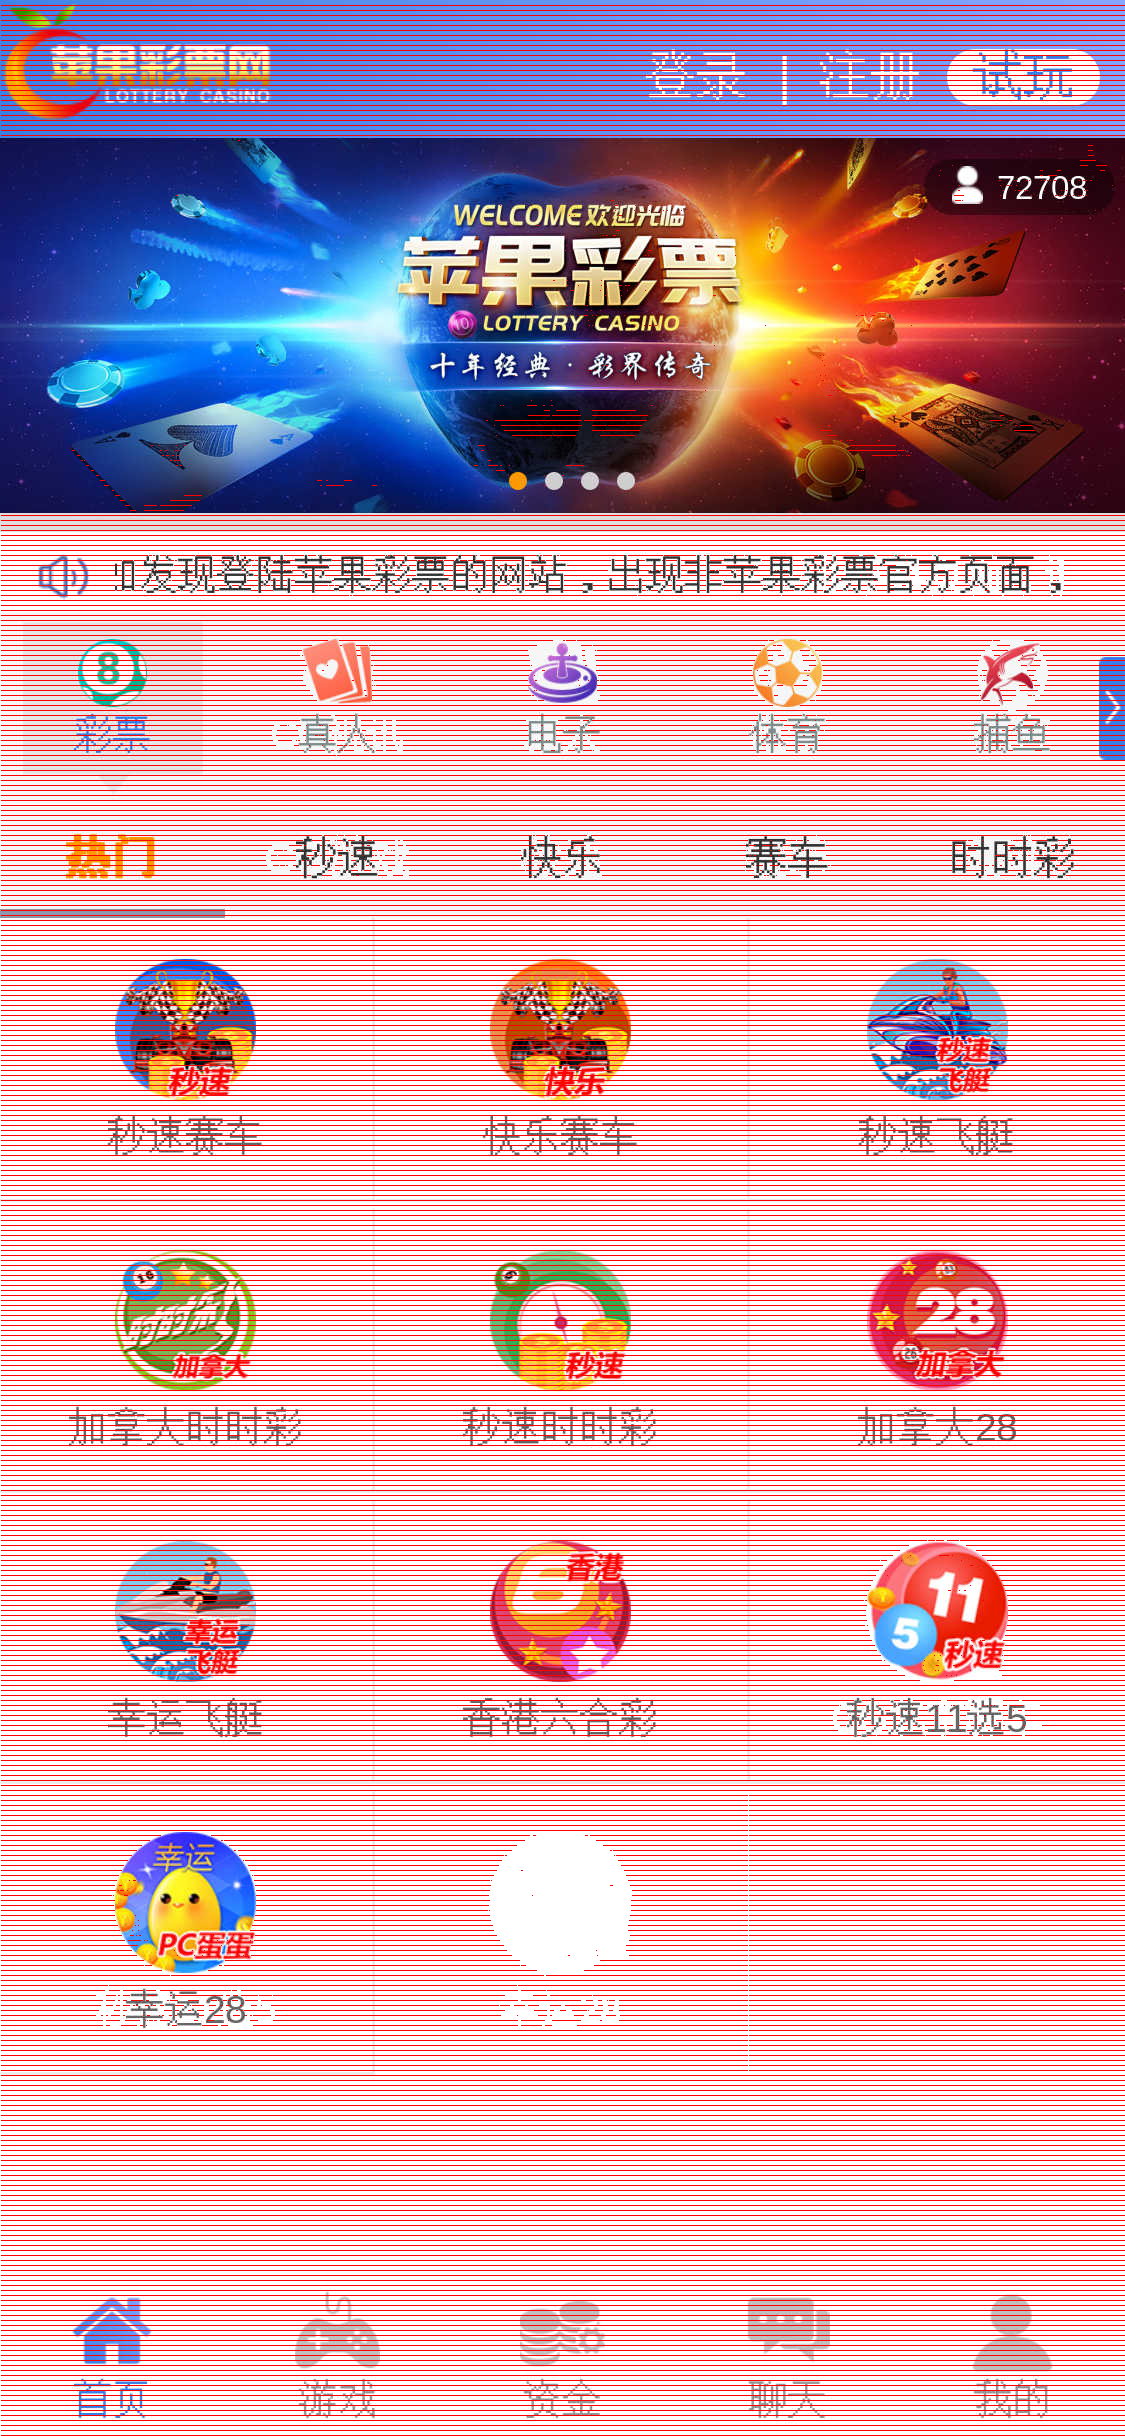 苹果彩票网
LOTTERY CASINO
登录 | 注册 试玩
72708
WELCOME 欢迎光临
苹果彩票
LOTTERY CASINO
十年经典 · 彩界传奇
发现登陆苹果彩票的网站，出现非苹果彩票官方页面，
8
彩票 真人 电子 体育 捕鱼
热门 秒速 快乐 赛车 时时彩
秒速 快乐 秒速飞艇
秒速赛车 快乐赛车 秒速飞艇
加拿大 秒速 28 加拿大
加拿大时时彩 秒速时时彩 加拿大28
幸运飞艇 香港 11 5 秒速
幸运飞艇 香港六合彩 秒速11选5
幸运 PC蛋蛋
幸运28
首页 游戏 资金 聊天 我的